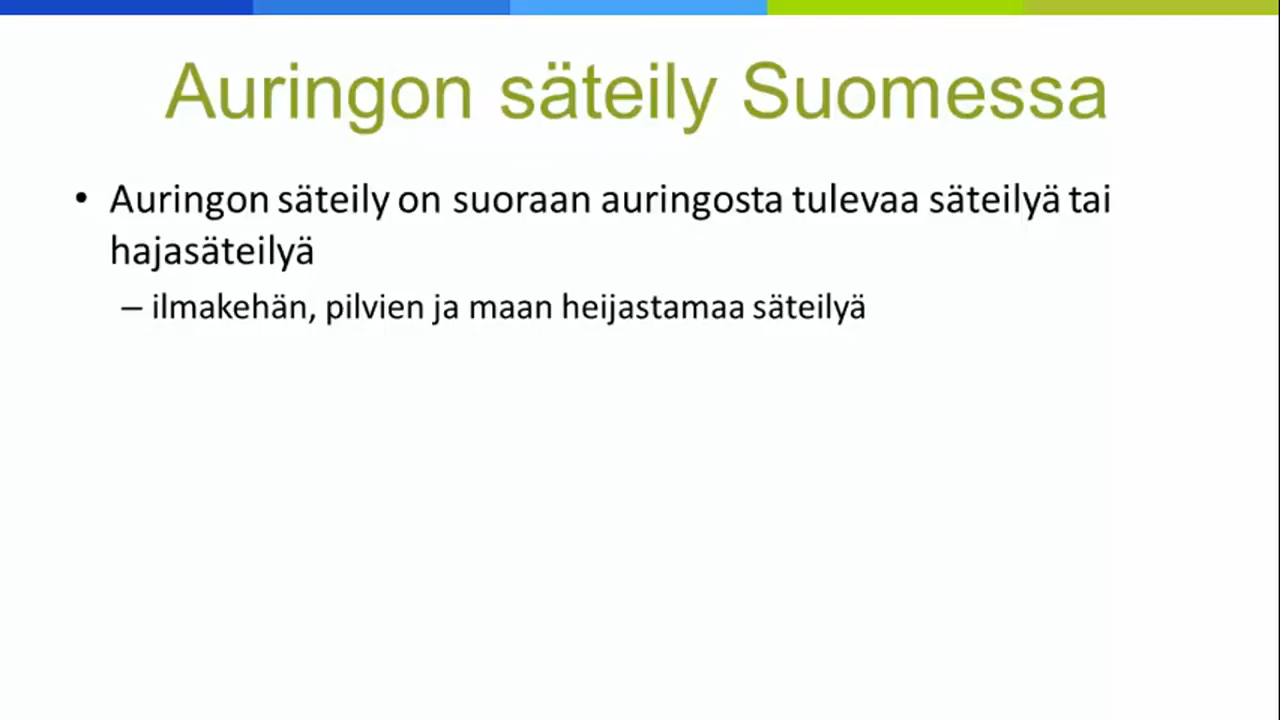 Auringon säteily Suomessa
• Auringon säteily on suoraan auringosta tulevaa säteilyä tai
hajasäteilyä
– ilmakehän, pilvien ja maan heijastamaa säteilyä